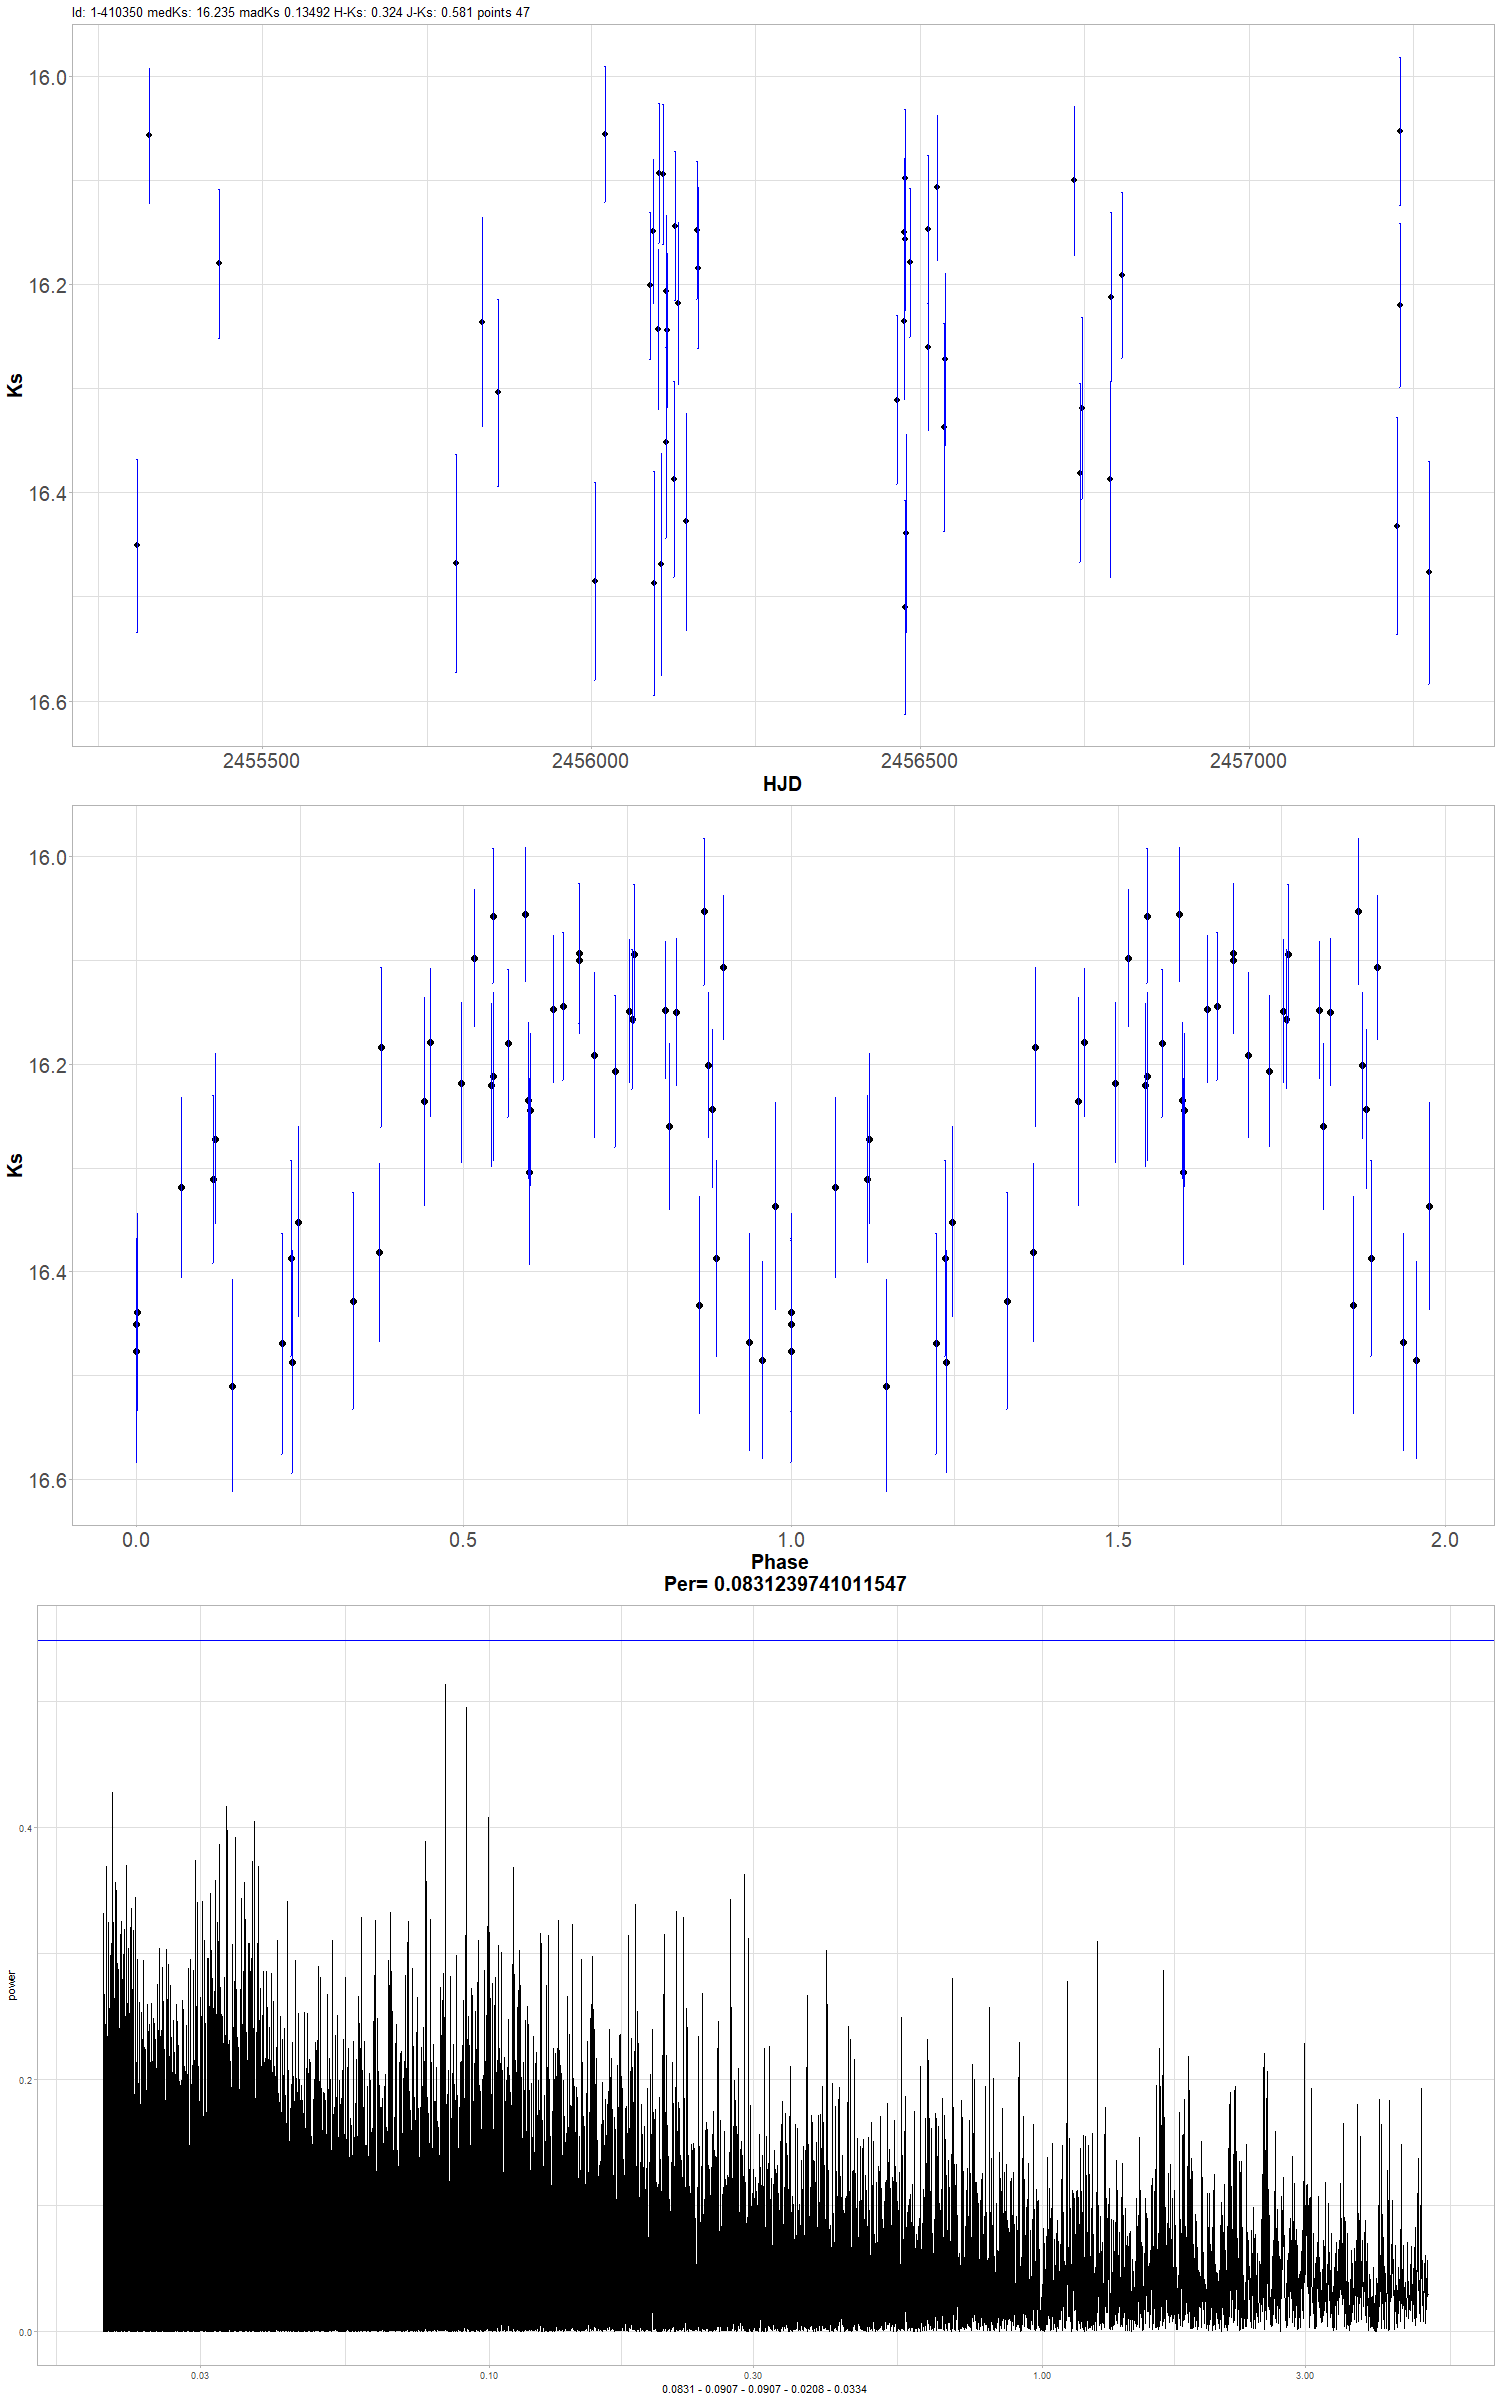 Id: 1-410350 medKs: 16.235 madKs 0.13492 H-Ks: 0.324 J-Ks: 0.581 points 47
16.0
16.2
16.4
16.6
Ks
2455500 2456000 2456500 2457000
HJD
16.0
16.2
16.4
16.6
Ks
0.0 0.5 1.0 1.5 2.0
Phase
Per= 0.0831239741011547
0.4
0.2
0.0
power
0.03 0.10 0.30 1.00 3.00
0.0831 - 0.0907 - 0.0907 - 0.0208 - 0.0334